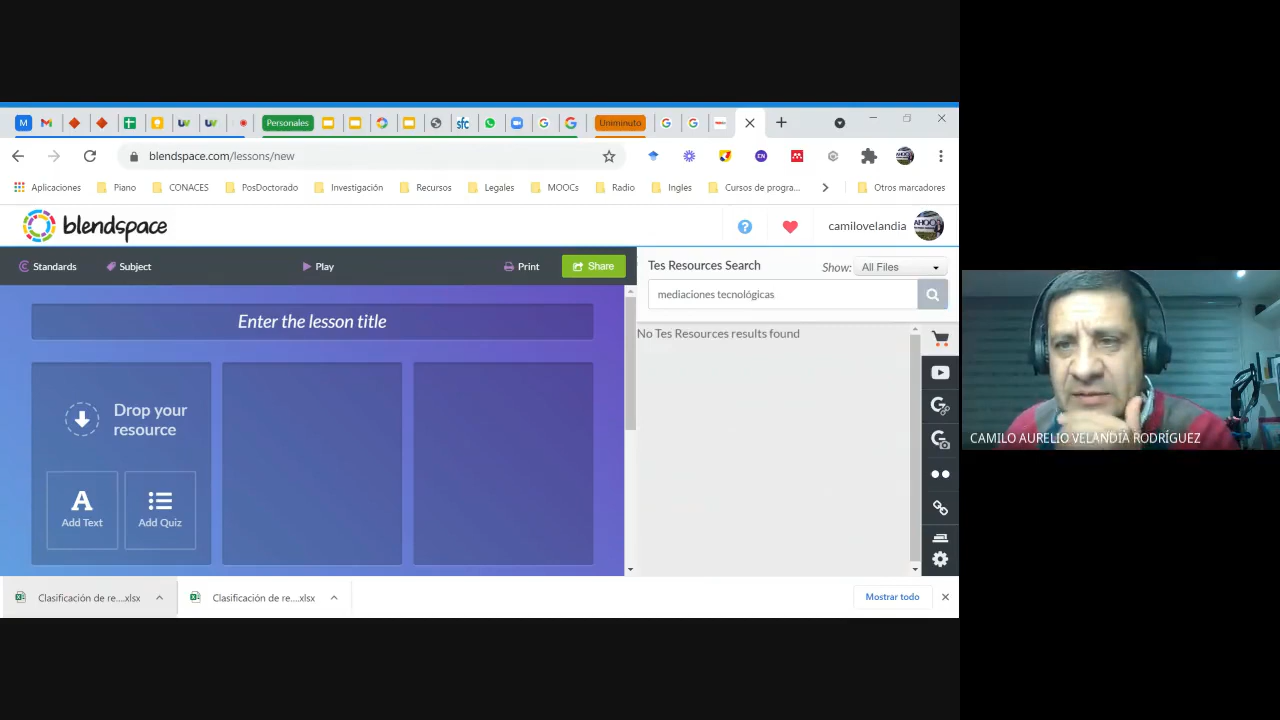 M
Personales
sfc
Uniminuto
blendspace.com/lessons/new
EN
Aplicaciones
Piano
CONACES
PosDoctorado
Investigación
Recursos
Legales
MOOCs
Radio
Ingles
Cursos de progra...
Otros marcadores
blendspace
?
camilovelandia
Standards
Subject
Play
Print
Share
Tes Resources Search
Show:
All Files
mediaciones tecnológicas
No Tes Resources results found
Enter the lesson title
Drop your
resource
A
Add Text
Add Quiz
CAMILO AURELIO VELANDIA RODRÍGUEZ
Clasificación de re....xlsx
Clasificación de re....xlsx
Mostrar todo